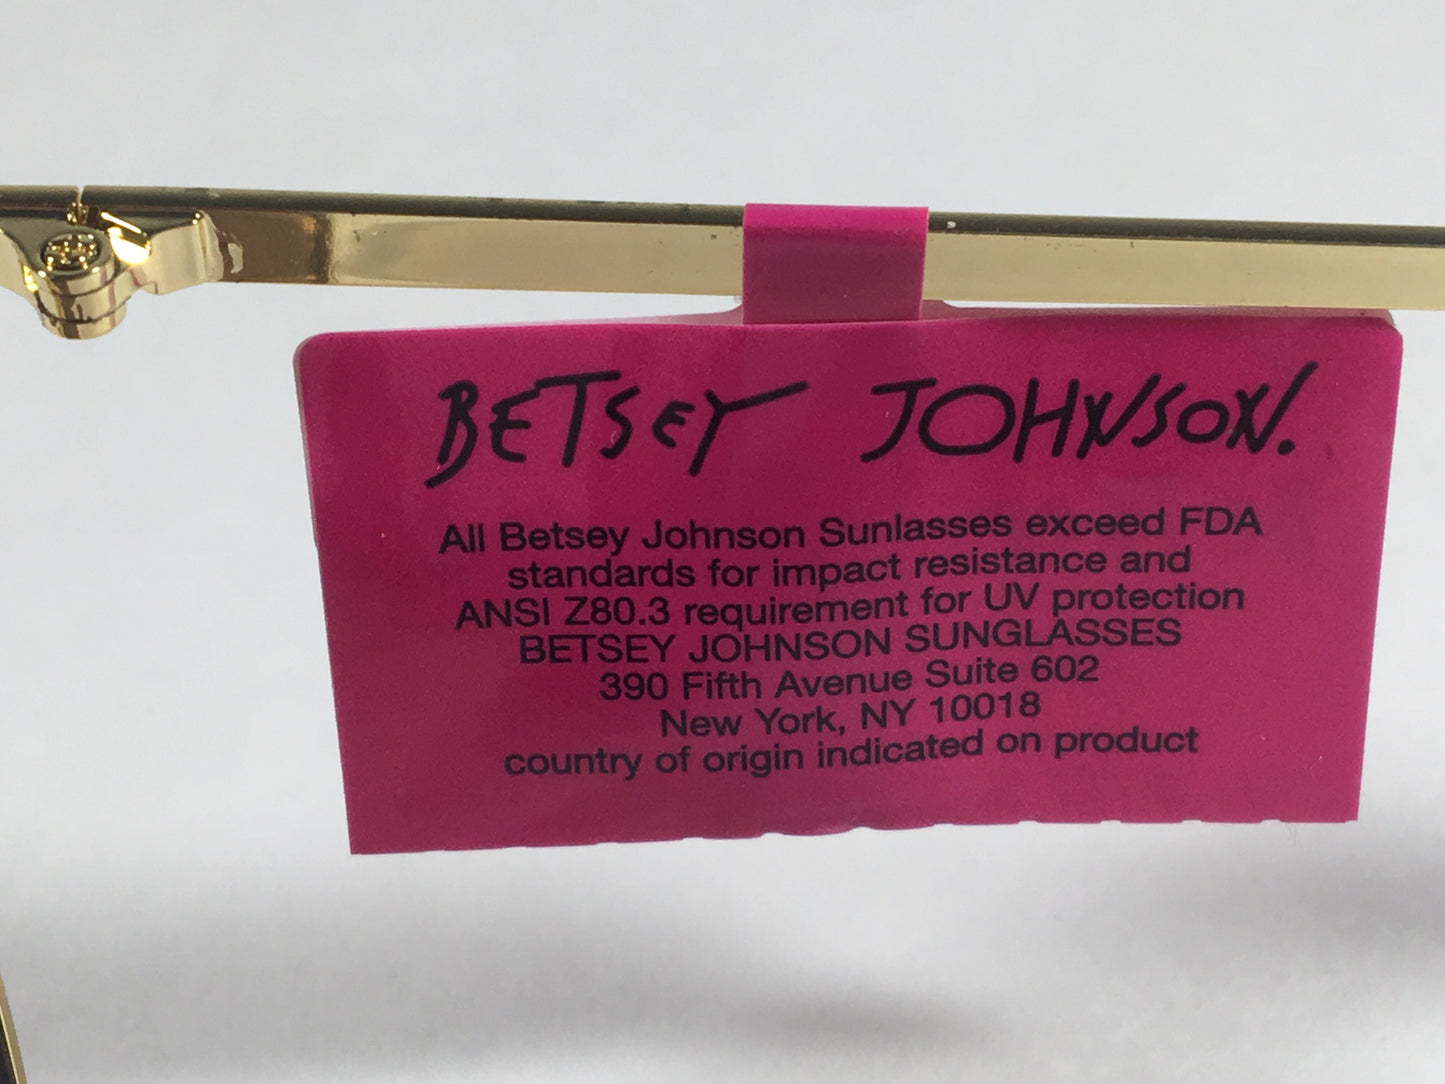 BETSEY JOHNSON.
All Betsey Johnson Sunlasses exceed FDA
standards for impact resistance and
ANSI Z80.3 requirement for UV protection
BETSEY JOHNSON SUNGLASSES
390 Fifth Avenue Suite 602
New York, NY 10018
country of origin indicated on product